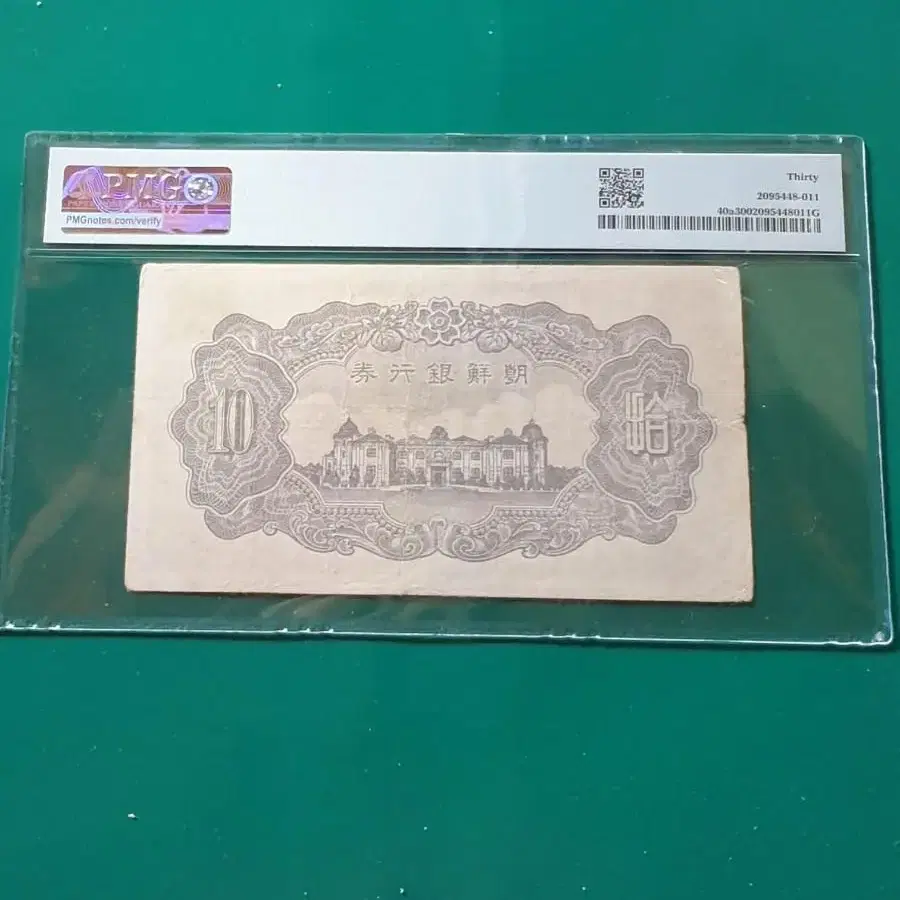 PMG
PMGnotes.com/verify
Thirty
2095448-011
40a3002095448011G
券行銀鮮朝
10
拾